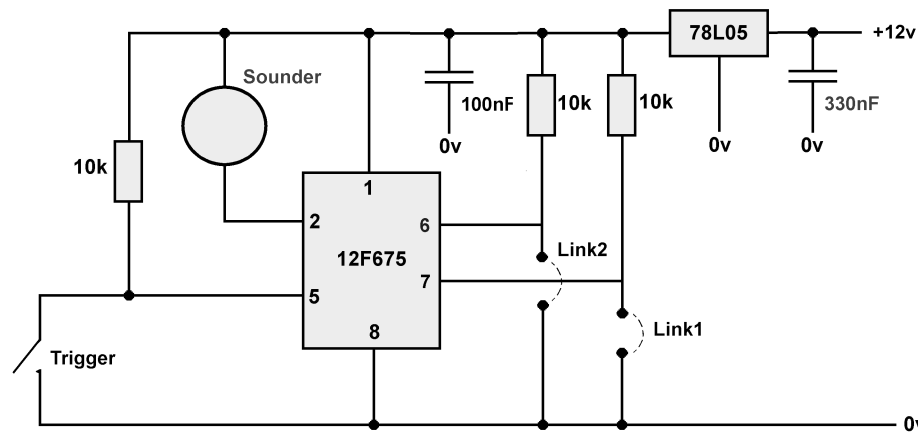 78L05
+12v
Sounder
100nF
10k
10k
330nF
0v
0v
0v
10k
1
2
6
12F675
Link2
7
5
8
Link1
Trigger
0v